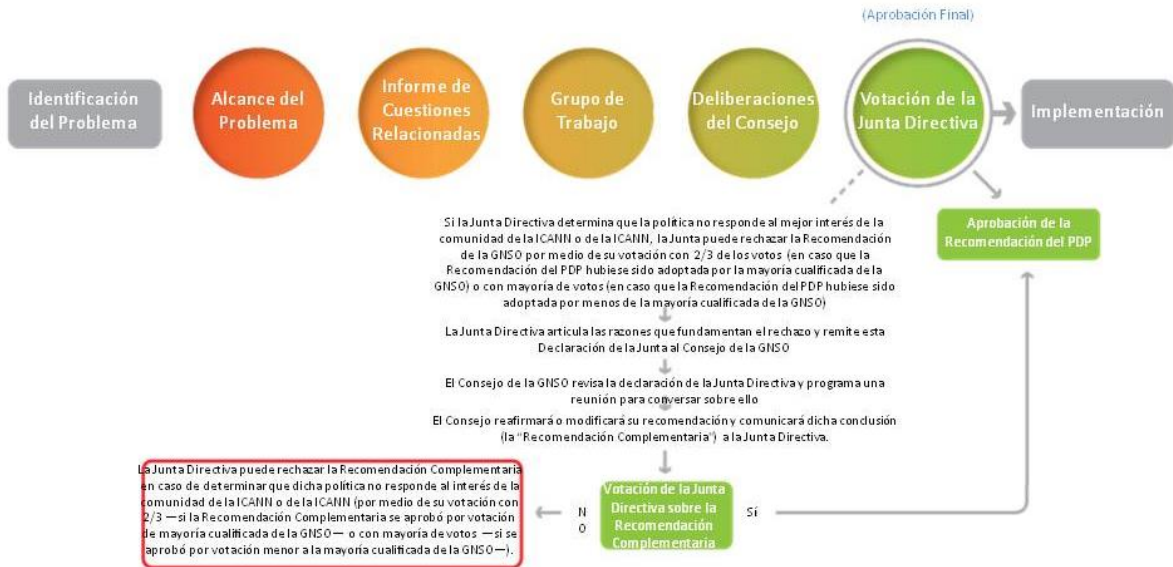 (Aprobación Final)
Identificación
del Problema
Alcance del
Problema
Informe de
Cuestiones
Relacionadas
Grupo de
Trabajo
Deliberaciones
del Consejo
Votación de la
Junta Directiva
Implementación
Aprobación de la
Recomendación del PDP
Si la Junta Directiva determina que la política no responde al mejor interés de la
comunidad de la ICANN o de la ICANN, la Junta puede rechazar la Recomendación
de la GNSO por medio de su votación con 2/3 de los votos (en caso que la
Recomendación del PDP hubiese sido adoptada por la mayoría cualificada de la
GNSO) o con mayoría de votos (en caso que la Recomendación del PDP hubiese sido
adoptada por menos de la mayoría cualificada de la GNSO)
La Junta Directiva articula las razones que fundamentan el rechazo y remite esta
Declaración de la Junta al Consejo de la GNSO
El Consejo de la GNSO revisa la declaración de la Junta Directiva y programa una
reunión para conversar sobre ello
El Consejo reafirmará o modificará su recomendación y comunicará dicha conclusión
(la "Recomendación Complementaria") a la Junta Directiva.
Votación de la Junta
Directiva sobre la
Recomendación
Complementaria
Sí
N
O
La Junta Directiva puede rechazar la Recomendación Complementaria
en caso de determinar que dicha política no responde al interés de la
comunidad de la ICANN o de la ICANN (por medio de su votación con
2/3 —si la Recomendación Complementaria se aprobó por votación
de mayoría cualificada de la GNSO— o con mayoría de votos —si se
aprobó por votación menor a la mayoría cualificada de la GNSO—).